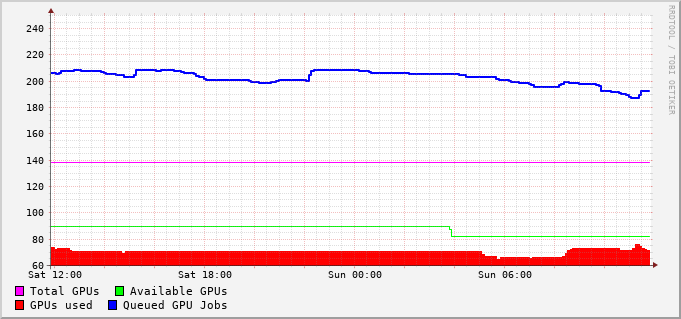 RRDTOOL / TOBI OETIKER
240
220
200
180
160
140
120
100
80
60
Sat 12:00 Sat 18:00 Sun 00:00 Sun 06:00
Total GPUs Available GPUs
GPUs used Queued GPU Jobs